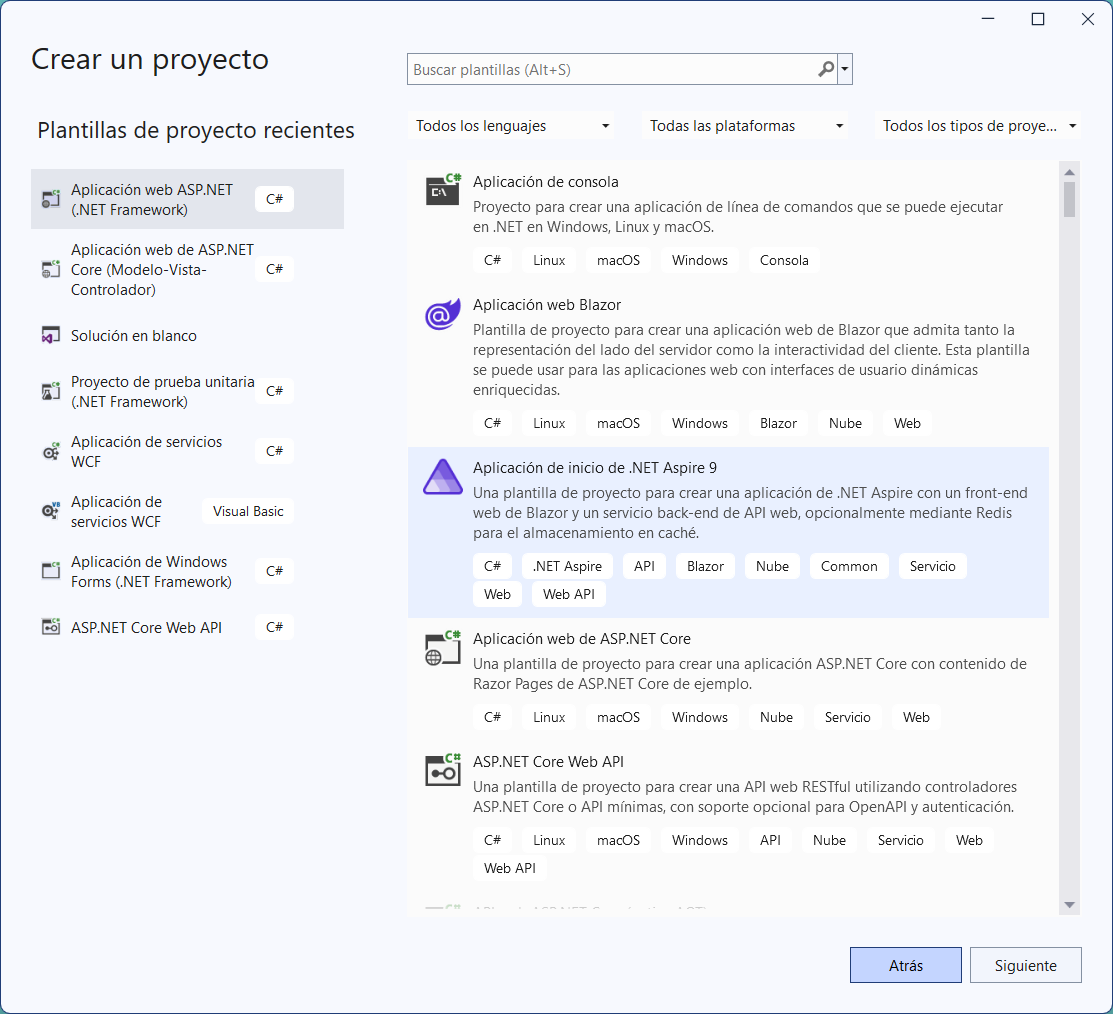 Crear un proyecto
Buscar plantillas (Alt+S)
Plantillas de proyecto recientes
Todos los lenguajes
Todas las plataformas
Todos los tipos de proye...
Aplicación web ASP.NET
(.NET Framework)
C#
Aplicación web de ASP.NET
Core (Modelo-Vista-
Controlador)
C#
Solución en blanco
Proyecto de prueba unitaria
(.NET Framework)
C#
Aplicación de servicios
WCF
C#
Aplicación de
servicios WCF
Visual Basic
Aplicación de Windows
Forms (.NET Framework)
C#
ASP.NET Core Web API
C#
Aplicación de consola
Proyecto para crear una aplicación de línea de comandos que se puede ejecutar
en .NET en Windows, Linux y macOS.
C# Linux macOS Windows Consola
Aplicación web Blazor
Plantilla de proyecto para crear una aplicación web de Blazor que admita tanto la
representación del lado del servidor como la interactividad del cliente. Esta plantilla
se puede usar para las aplicaciones web con interfaces de usuario dinámicas
enriquecidas.
C# Linux macOS Windows Blazor Nube Web
Aplicación de inicio de .NET Aspire 9
Una plantilla de proyecto para crear una aplicación de .NET Aspire con un front-end
web de Blazor y un servicio back-end de API web, opcionalmente mediante Redis
para el almacenamiento en caché.
C# .NET Aspire API Blazor Nube Common Servicio
Web Web API
Aplicación web de ASP.NET Core
Una plantilla de proyecto para crear una aplicación ASP.NET Core con contenido de
Razor Pages de ASP.NET Core de ejemplo.
C# Linux macOS Windows Nube Servicio Web
ASP.NET Core Web API
Una plantilla de proyecto para crear una API web RESTful utilizando controladores
ASP.NET Core o API mínimas, con soporte opcional para OpenAPI y autenticación.
C# Linux macOS Windows API Nube Servicio Web
Web API
Atrás
Siguiente